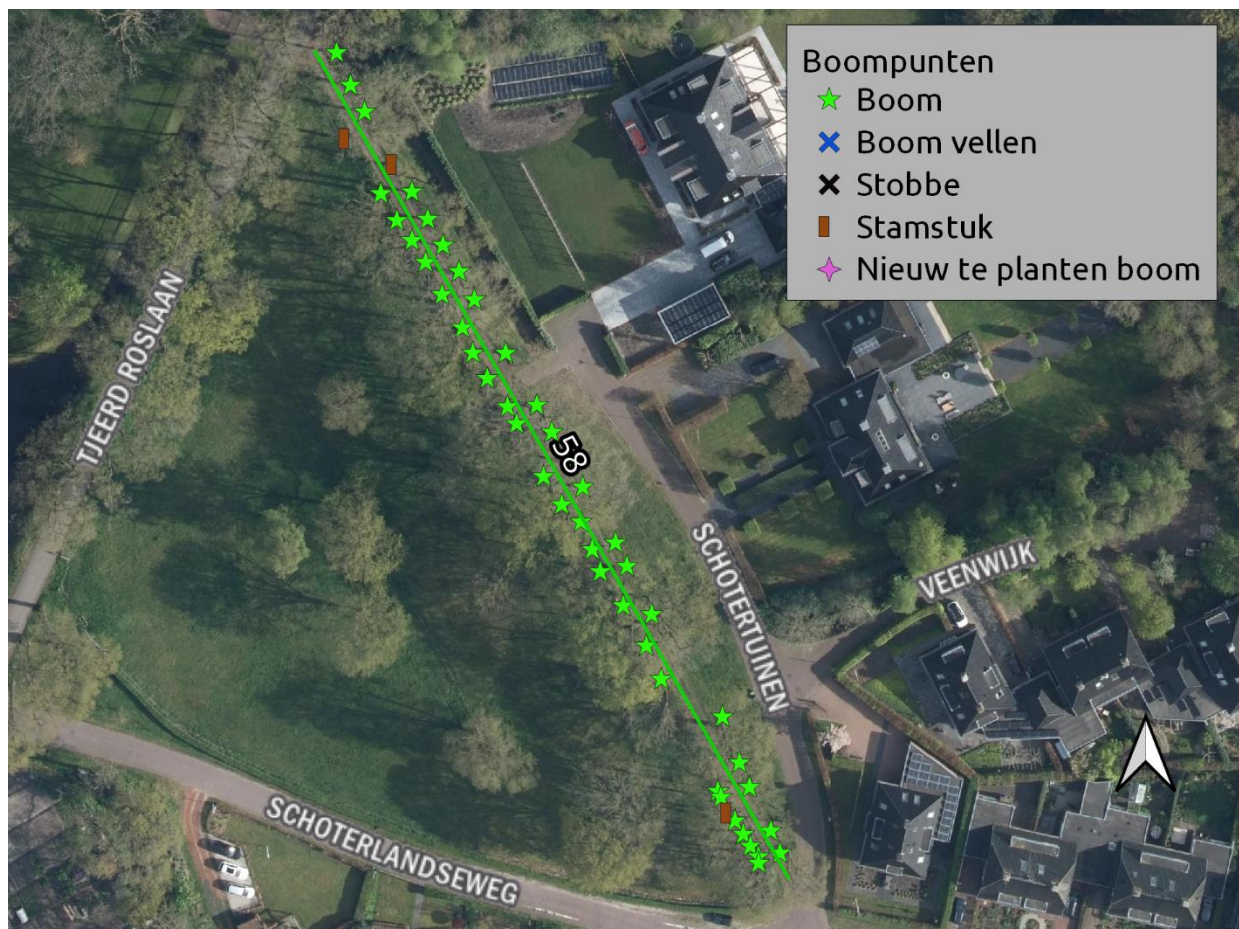 Boompunten
Boom
Boom vellen
Stobbe
Stamstuk
Nieuw te planten boom
TJEERD ROSLAAN
58
SCHOTERTUINEN
VEENWIJK
SCHOTERLANDSEWEG